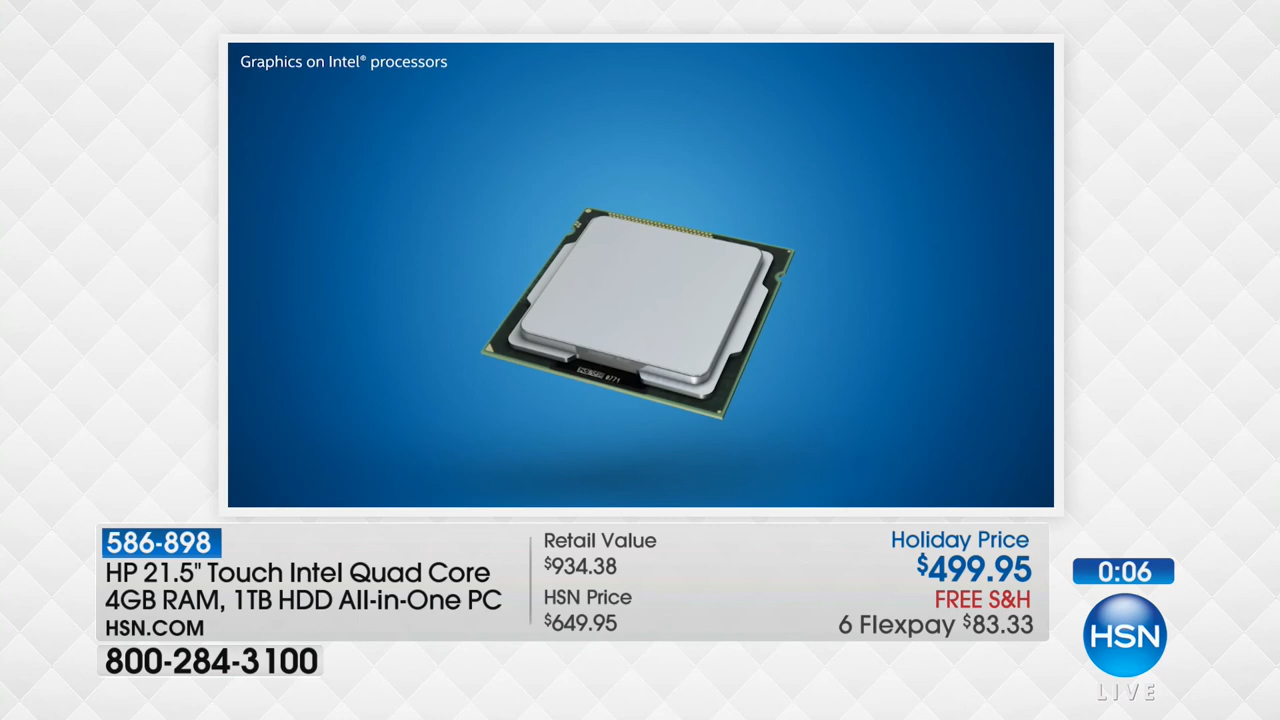 Graphics on Intel® processors
586-898
HP 21.5" Touch Intel Quad Core
4GB RAM, 1TB HDD All-in-One PC
HSN.COM
800-284-3100
Retail Value
$934.38
HSN Price
$649.95
Holiday Price
$499.95
FREE S&H
6 Flexpay $83.33
0:06
HSN
LIVE